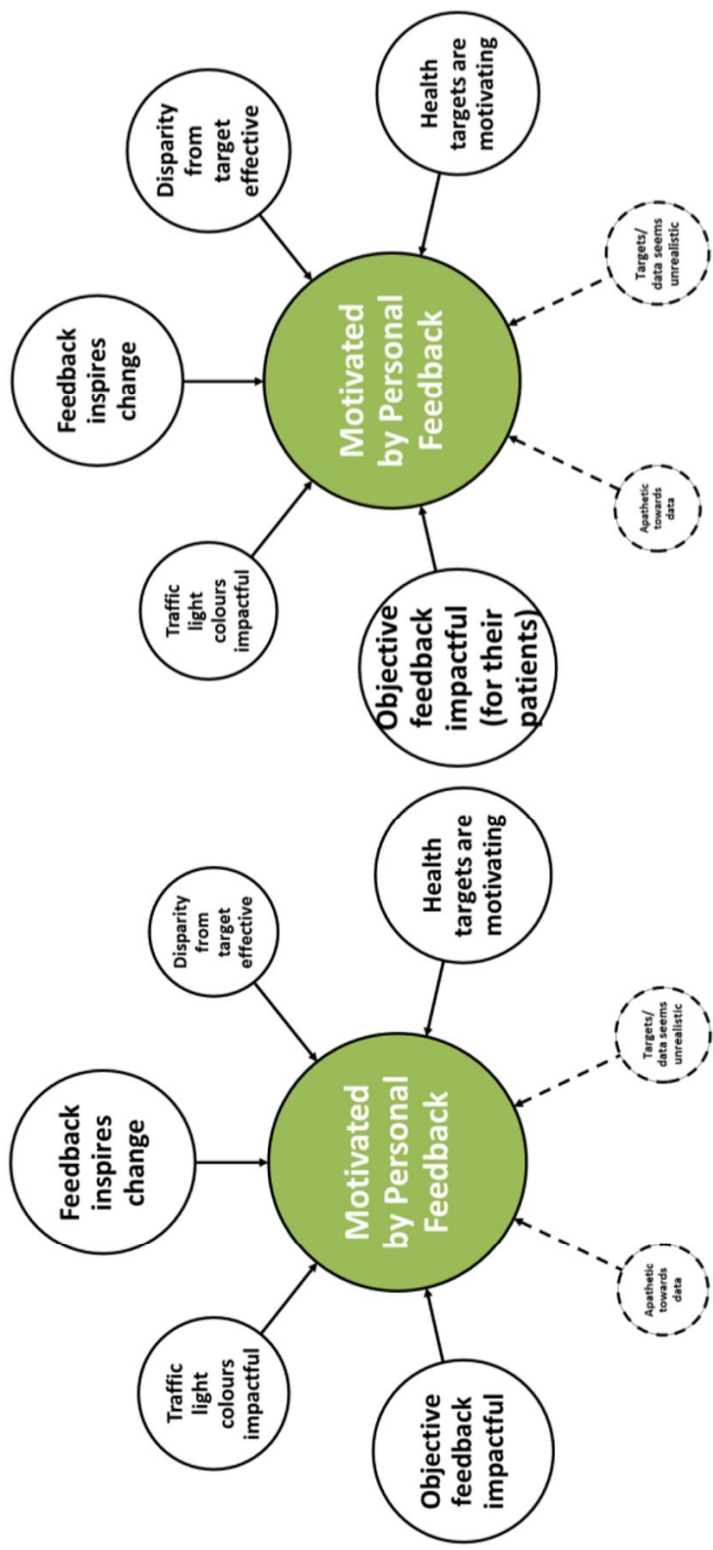 Feedback
inspires
change
Traffic
light
colours
impactful
Disparity
from
target
effective
Motivated
by Personal
Feedback
Objective
feedback
impactful
Health
targets are
motivating
Apathetic
towards
data
Targets/
data seems
unrealistic
Feedback
inspires
change
Traffic
light
colours
impactful
Disparity
from
target
effective
Motivated
by Personal
Feedback
Objective
feedback
impactful
(for their
patients)
Health
targets are
motivating
Apathetic
towards
data
Targets/
data seems
unrealistic